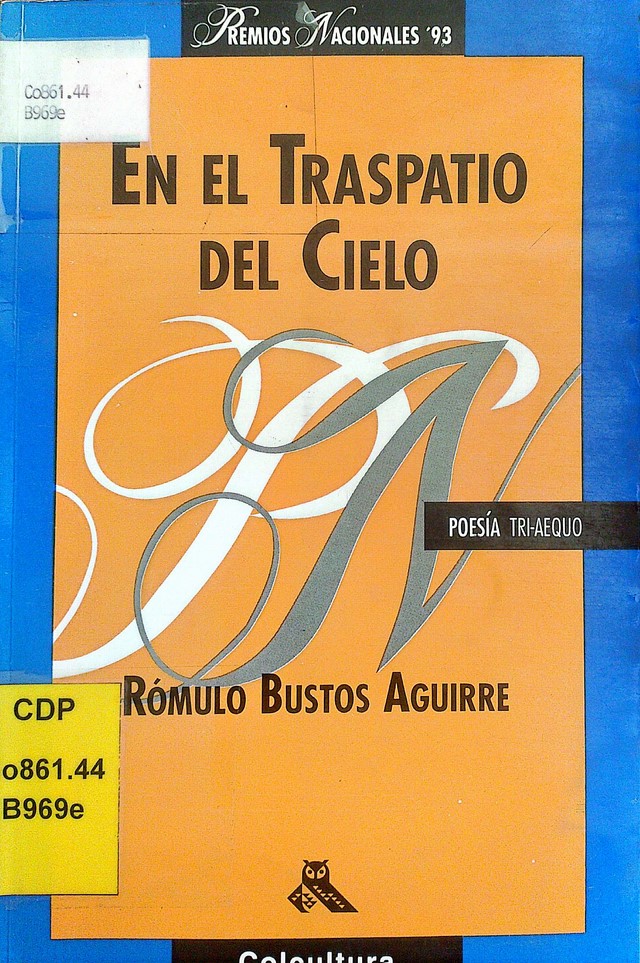 PREMIOS NACIONALES '93
Co861.44
B969e
EN EL TRASPATIO
DEL CIELO
PN
POESÍA TRI-AEQUO
RÓMULO BUSTOS AGUIRRE
CDP
o861.44
B969e
Colcultura